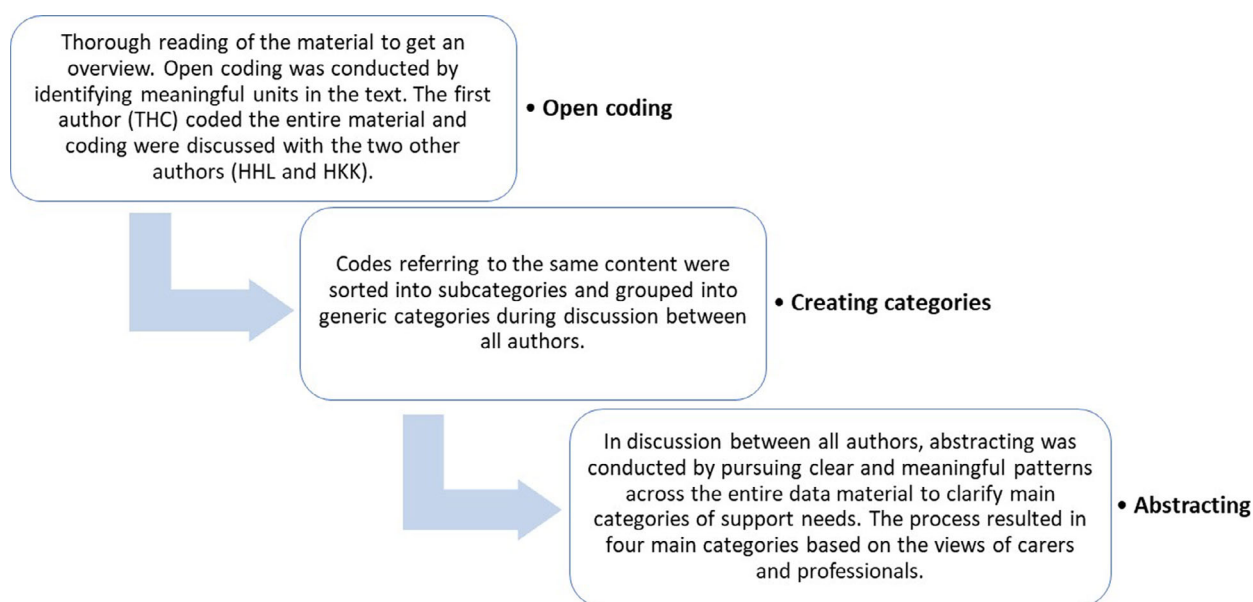 Thorough reading of the material to get an
overview. Open coding was conducted by
identifying meaningful units in the text. The first
author (THC) coded the entire material and
coding were discussed with the two other
authors (HHL and HKK).
• Open coding
Codes referring to the same content were
sorted into subcategories and grouped into
generic categories during discussion between
all authors.
• Creating categories
In discussion between all authors, abstracting was
conducted by pursuing clear and meaningful patterns
across the entire data material to clarify main
categories of support needs. The process resulted in
four main categories based on the views of carers
and professionals.
• Abstracting